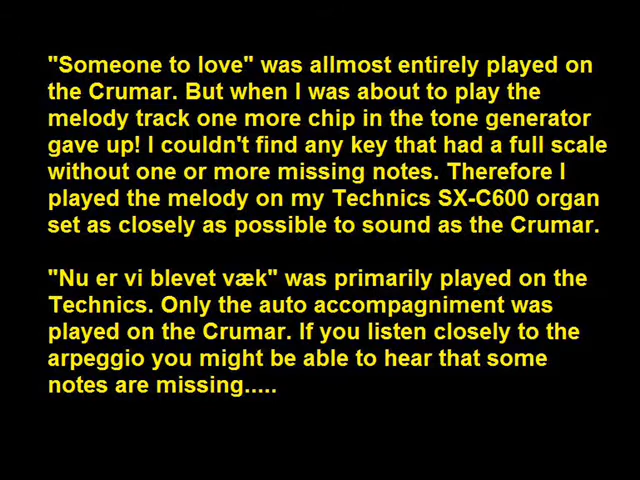 "Someone to love" was allmost entirely played on
the Crumar. But when I was about to play the
melody track one more chip in the tone generator
gave up! I couldn't find any key that had a full scale
without one or more missing notes. Therefore I
played the melody on my Technics SX-C600 organ
set as closely as possible to sound as the Crumar.
"Nu er vi blevet væk" was primarily played on the
Technics. Only the auto accompagniment was
played on the Crumar. If you listen closely to the
arpeggio you might be able to hear that some
notes are missing.....